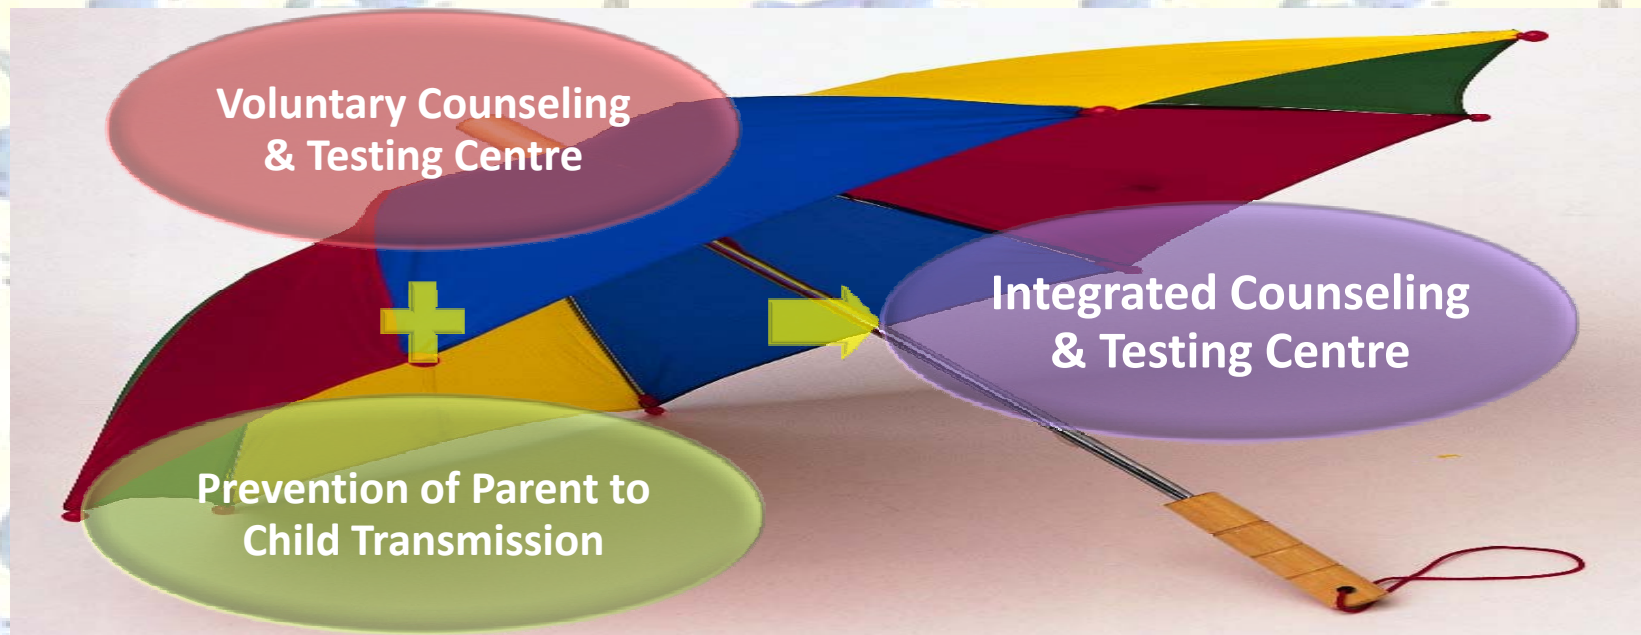 Voluntary Counseling
& Testing Centre
Prevention of Parent to
Child Transmission
Integrated Counseling
& Testing Centre